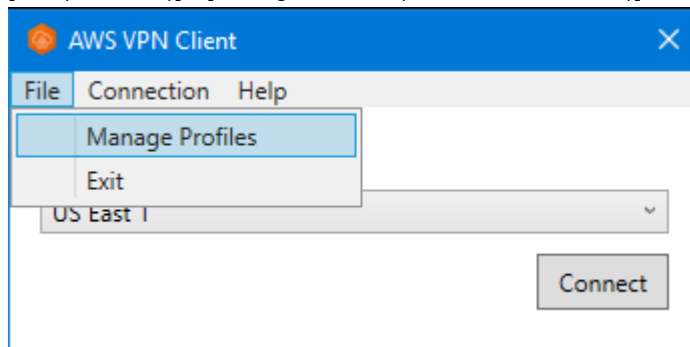 AWS VPN Client
File Connection Help
Manage Profiles
Exit
US East 1
Connect